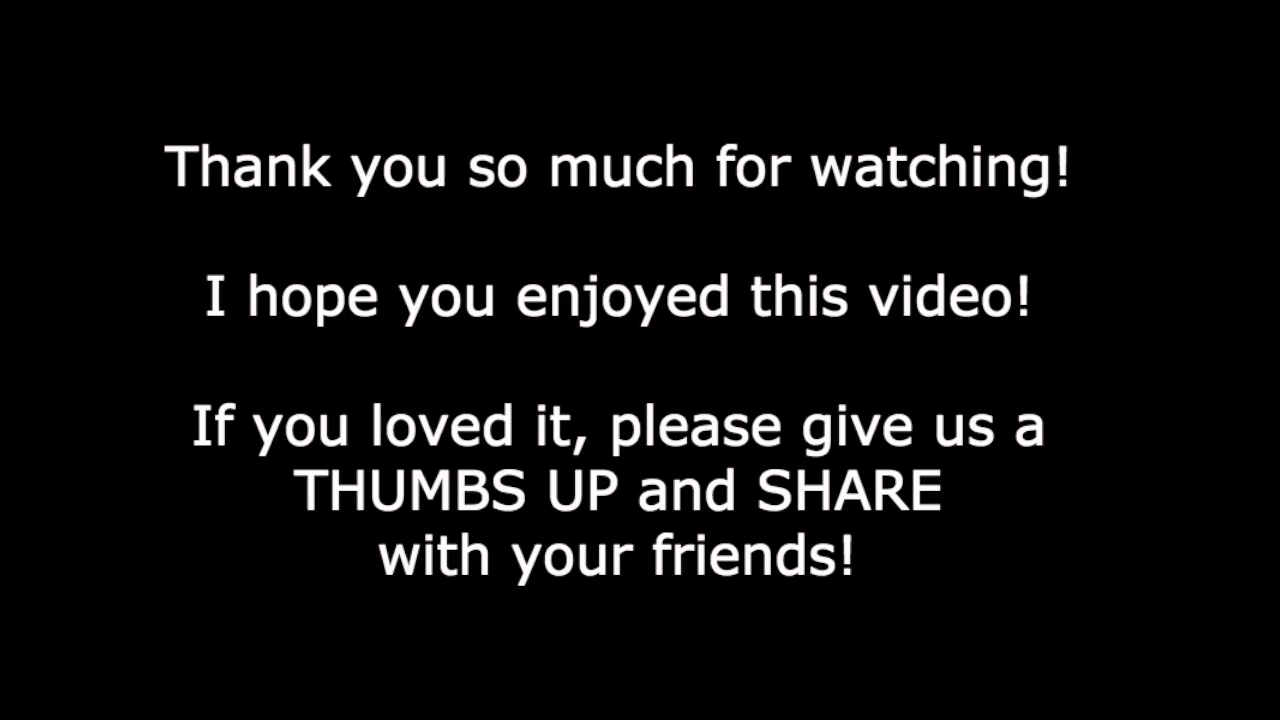 Thank you so much for watching!
I hope you enjoyed this video!
If you loved it, please give us a
THUMBS UP and SHARE
with your friends!